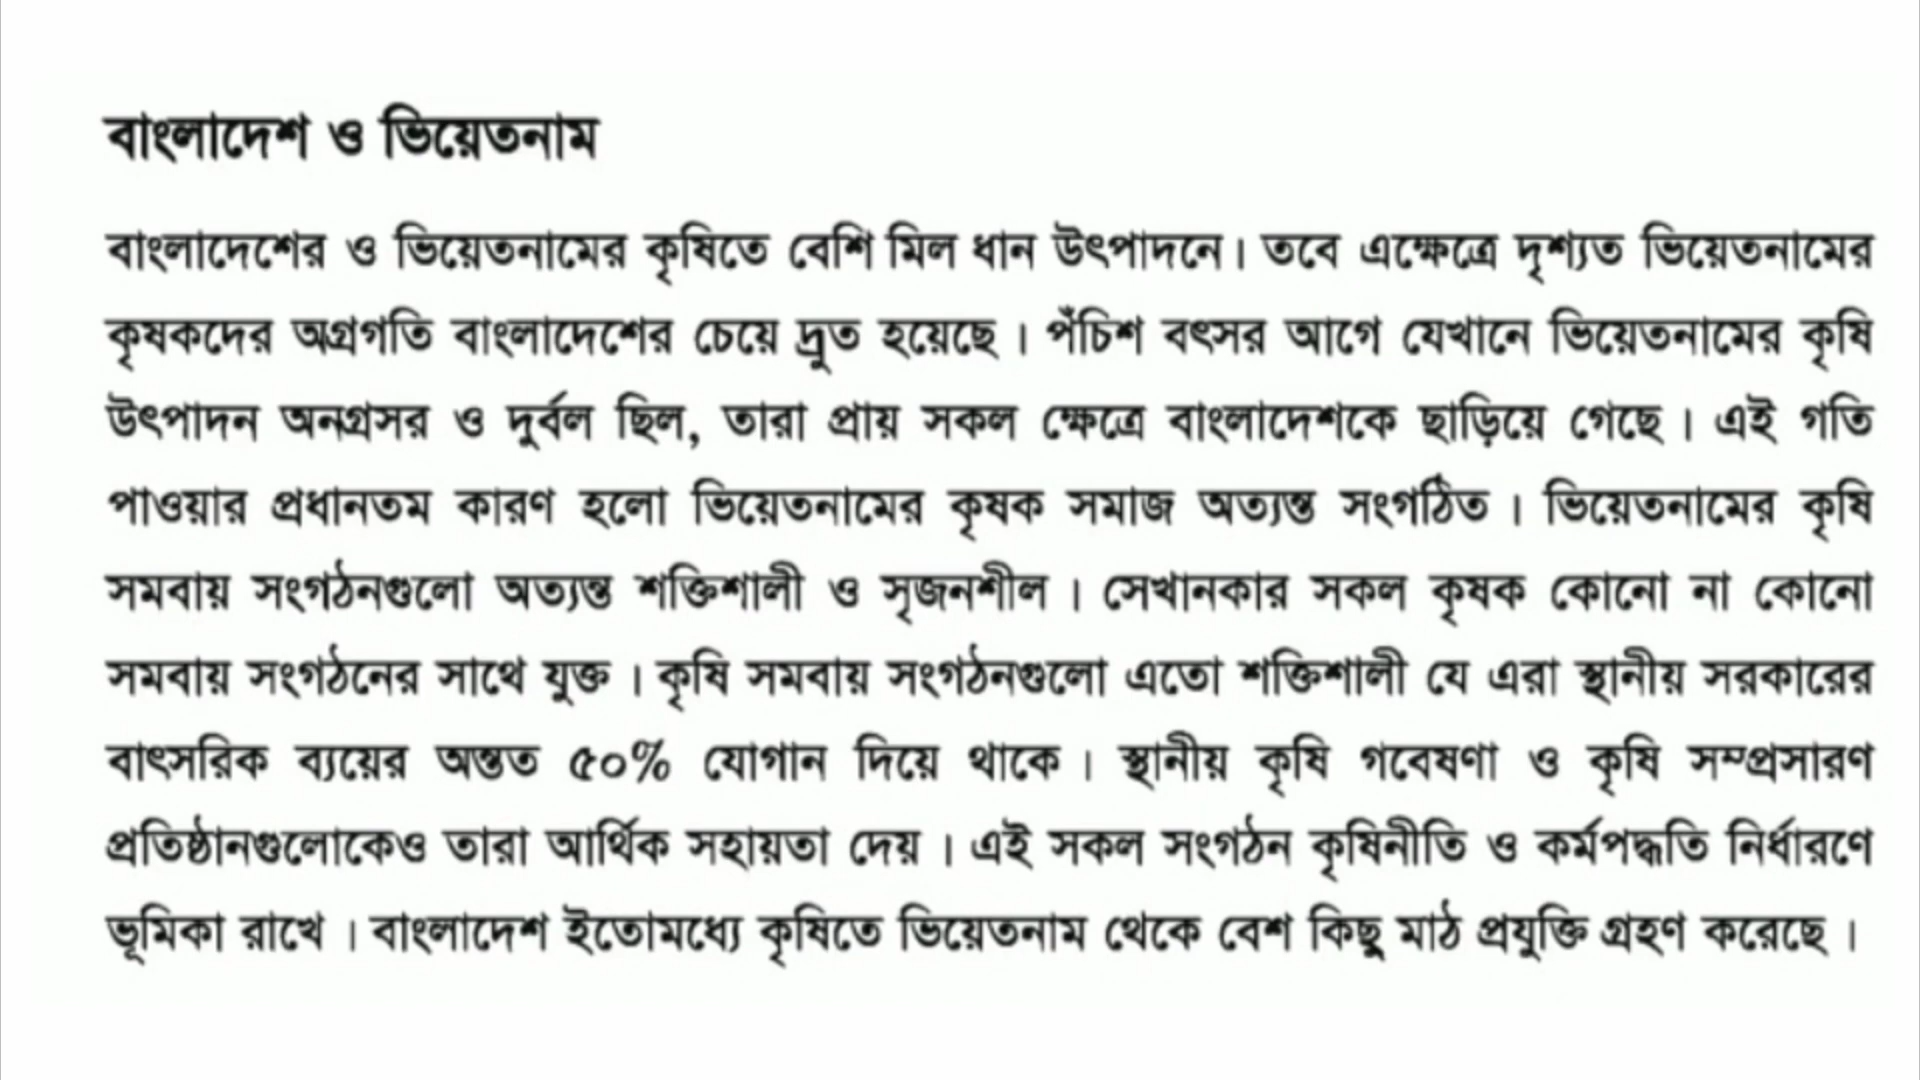 বাংলাদেশ ও ভিয়েতনাম
বাংলাদেশের ও ভিয়েতনামের কৃষিতে বেশি মিল ধান উৎপাদনে। তবে এক্ষেত্রে দৃশ্যত ভিয়েতনামের
কৃষকদের অগ্রগতি বাংলাদেশের চেয়ে দ্রুত হয়েছে । পঁচিশ বৎসর আগে যেখানে ভিয়েতনামের কৃষি
উৎপাদন অনগ্রসর ও দুর্বল ছিল, তারা প্রায় সকল ক্ষেত্রে বাংলাদেশকে ছাড়িয়ে গেছে । এই গতি
পাওয়ার প্রধানতম কারণ হলো ভিয়েতনামের কৃষক সমাজ অত্যন্ত সংগঠিত । ভিয়েতনামের কৃষি
সমবায় সংগঠনগুলো অত্যন্ত শক্তিশালী ও সৃজনশীল । সেখানকার সকল কৃষক কোনো না কোনো
সমবায় সংগঠনের সাথে যুক্ত । কৃষি সমবায় সংগঠনগুলো এতো শক্তিশালী যে এরা স্থানীয় সরকারের
বাৎসরিক ব্যয়ের অন্তত ৫০% যোগান দিয়ে থাকে । স্থানীয় কৃষি গবেষণা ও কৃষি সম্প্রসারণ
প্রতিষ্ঠানগুলোকেও তারা আর্থিক সহায়তা দেয় । এই সকল সংগঠন কৃষিনীতি ও কর্মপদ্ধতি নির্ধারণে
ভূমিকা রাখে । বাংলাদেশ ইতোমধ্যে কৃষিতে ভিয়েতনাম থেকে বেশ কিছু মাঠ প্রযুক্তি গ্রহণ করেছে ।